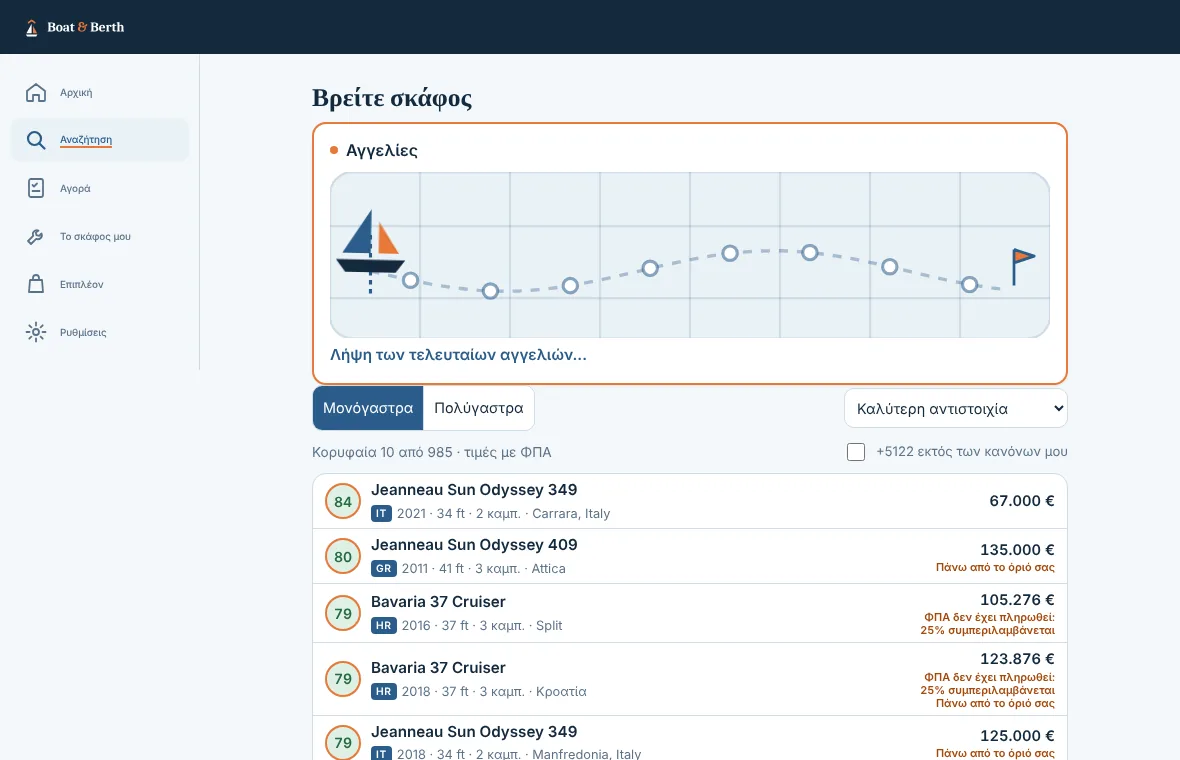 Boat & Berth
Αρχική
Αναζήτηση
Αγορά
Το σκάφος μου
Επιπλέον
Ρυθμίσεις
Βρείτε σκάφος
Αγγελίες
Λήψη των τελευταίων αγγελιών…
Μονόγαστρα
Πολύγαστρα
Καλύτερη αντιστοιχία
Κορυφαία 10 από 985 · τιμές με ΦΠΑ
+5122 εκτός των κανόνων μου
84
Jeanneau Sun Odyssey 349
IT 2021 · 34 ft · 2 καμπ. · Carrara, Italy
67.000 €
80
Jeanneau Sun Odyssey 409
GR 2011 · 41 ft · 3 καμπ. · Attica
135.000 €
Πάνω από το όριό σας
79
Bavaria 37 Cruiser
HR 2016 · 37 ft · 3 καμπ. · Split
105.276 €
ΦΠΑ δεν έχει πληρωθεί:
25% συμπεριλαμβάνεται
79
Bavaria 37 Cruiser
HR 2018 · 37 ft · 3 καμπ. · Κροατία
123.876 €
ΦΠΑ δεν έχει πληρωθεί:
25% συμπεριλαμβάνεται
Πάνω από το όριό σας
79
Jeanneau Sun Odyssey 349
IT 2018 · 34 ft · 2 καμπ. · Manfredonia, Italy
125.000 €
Πάνω από το όριό σας